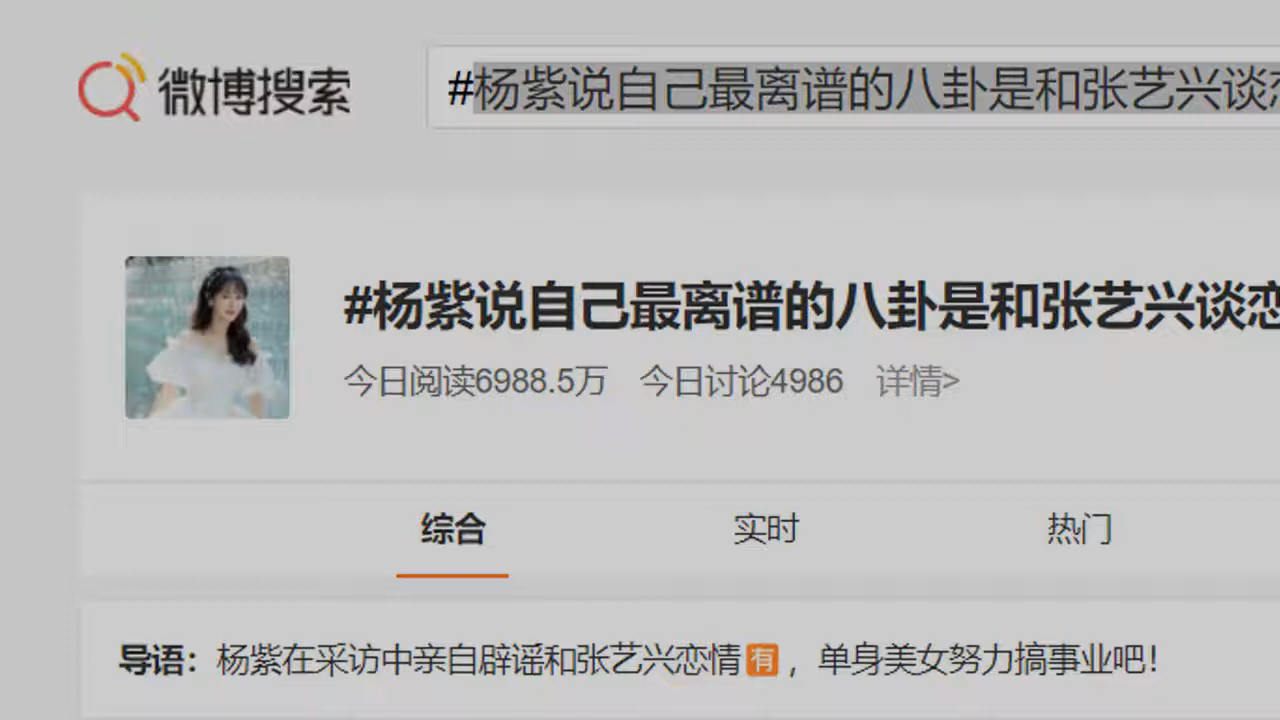 微博搜索
#杨紫说自己最离谱的八卦是和张艺兴谈恋
#杨紫说自己最离谱的八卦是和张艺兴谈恋
今日阅读6988.5万 今日讨论4986 详情>
综合 实时 热门
导语：杨紫在采访中亲自辟谣和张艺兴恋情有，单身美女努力搞事业吧！